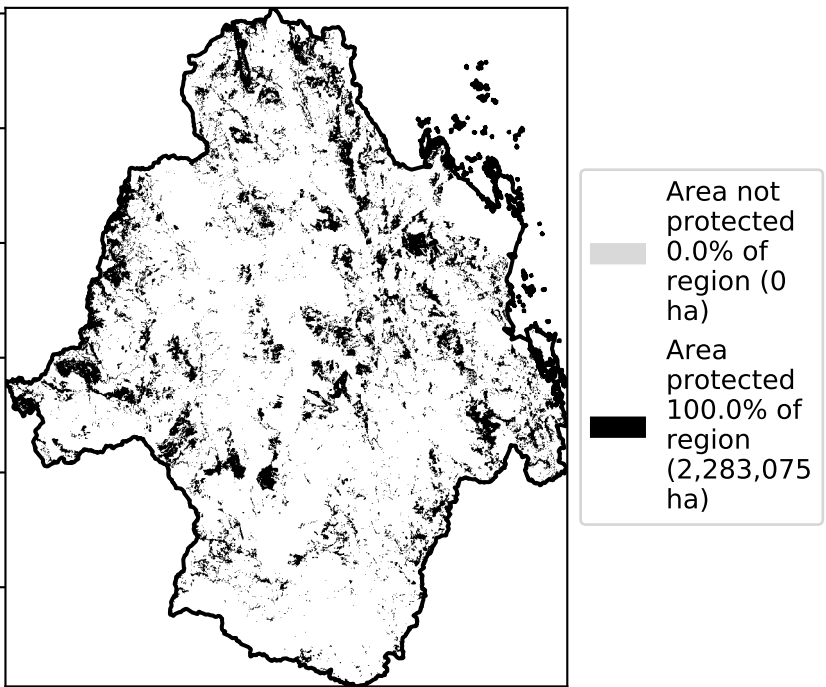 Area not
protected
0.0% of
region (0
ha)
Area
protected
100.0% of
region
(2,283,075
ha)